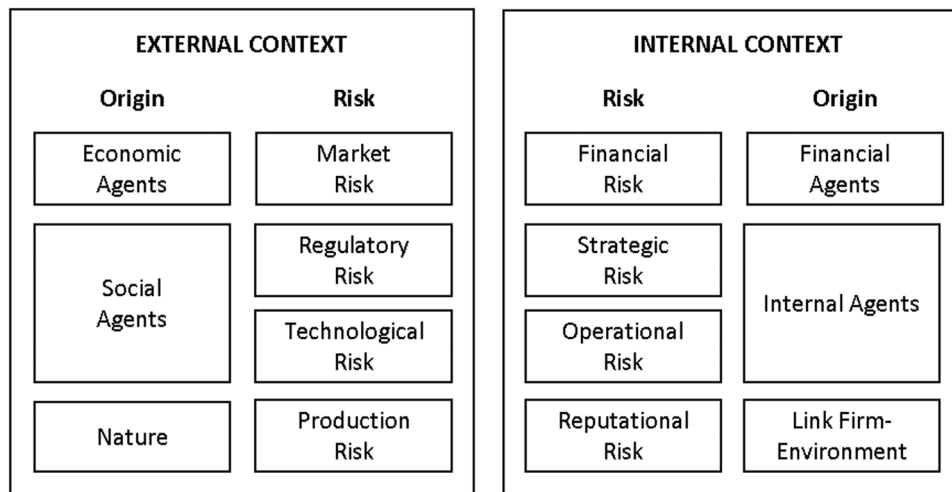 EXTERNAL CONTEXT
Origin
Risk
Economic
Agents
Market
Risk
Social
Agents
Regulatory
Risk
Technological
Risk
Nature
Production
Risk
INTERNAL CONTEXT
Risk
Origin
Financial
Risk
Financial
Agents
Strategic
Risk
Internal Agents
Operational
Risk
Reputational
Risk
Link Firm-
Environment